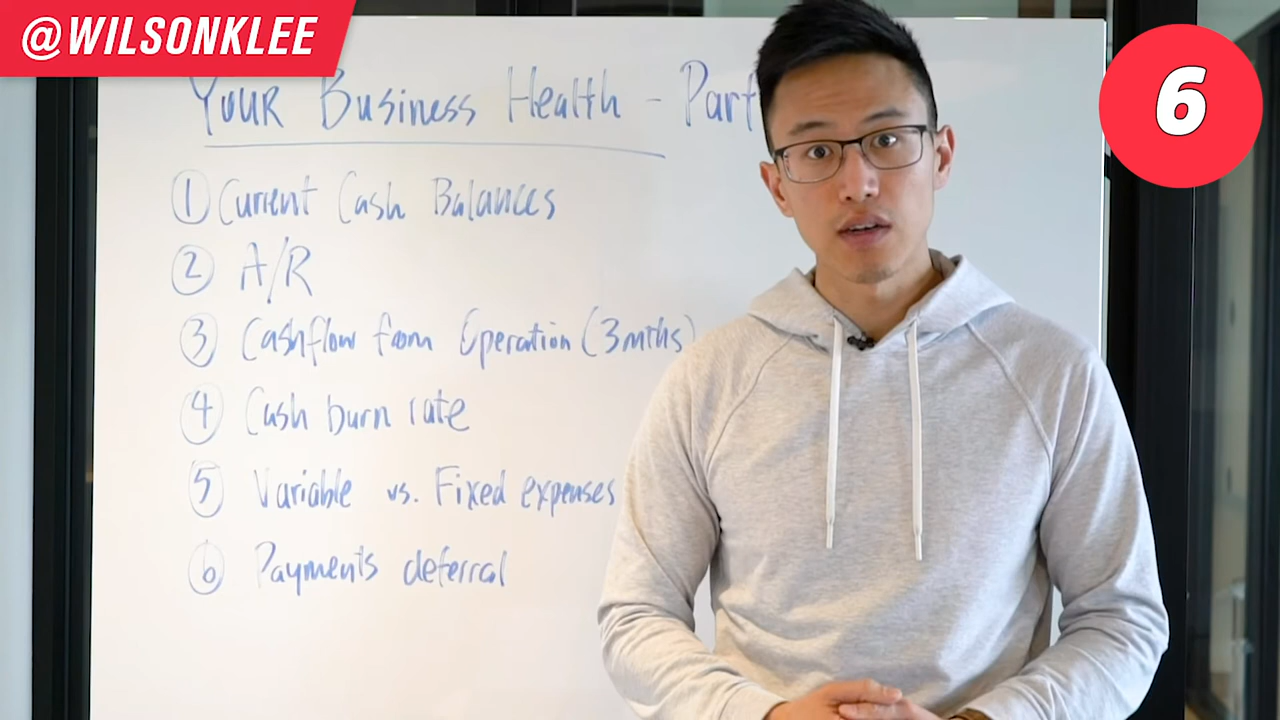 @WILSONKLEE
6
Your Business Health - Part
1 Current Cash Balances
2 A/R
3 Cashflow from Operation (3mths)
4 Cash burn rate
5 Variable vs. Fixed expenses
6 Payments deferral